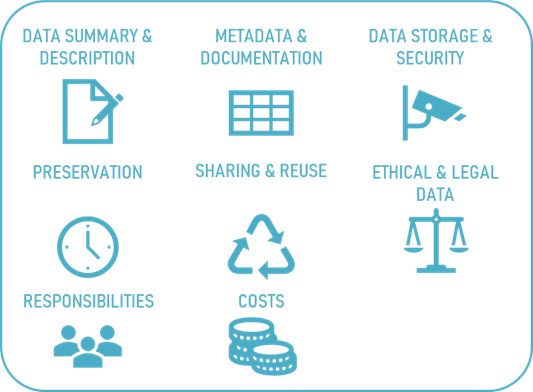 DATA SUMMARY &
DESCRIPTION
METADATA &
DOCUMENTATION
DATA STORAGE &
SECURITY
PRESERVATION
SHARING & REUSE
ETHICAL & LEGAL
DATA
RESPONSIBILITIES
COSTS